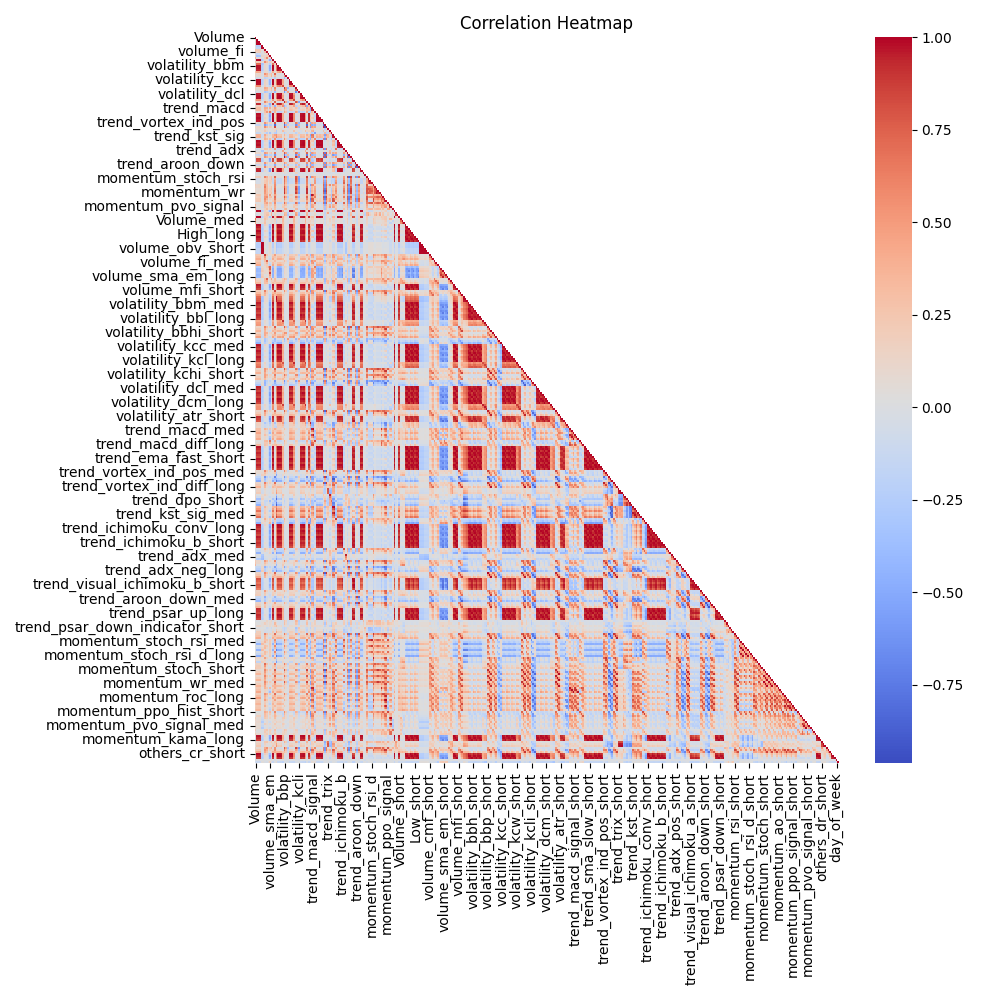 Correlation Heatmap
Volume
volume_fi
volatility_bbm
volatility_kcc
volatility_dcl
trend_macd
trend_vortex_ind_pos
trend_kst_sig
trend_adx
trend_aroon_down
momentum_stoch_rsi
momentum_wr
momentum_pvo_signal
Volume_med
High_long
volume_obv_short
volume_fi_med
volume_sma_em_long
volume_mfi_short
volatility_bbm_med
volatility_bbl_long
volatility_bbhi_short
volatility_kcc_med
volatility_kcl_long
volatility_kchi_short
volatility_dcl_med
volatility_dcm_long
volatility_atr_short
trend_macd_med
trend_macd_diff_long
trend_ema_fast_short
trend_vortex_ind_pos_med
trend_vortex_ind_diff_long
trend_dpo_short
trend_kst_sig_med
trend_ichimoku_conv_long
trend_ichimoku_b_short
trend_adx_med
trend_adx_neg_long
trend_visual_ichimoku_b_short
trend_aroon_down_med
trend_psar_up_long
trend_psar_down_indicator_short
momentum_stoch_rsi_med
momentum_stoch_rsi_d_long
momentum_stoch_short
momentum_wr_med
momentum_roc_long
momentum_ppo_hist_short
momentum_pvo_signal_med
momentum_kama_long
others_cr_short
Volume
volume_sma_em
volatility_bbp
volatility_kcli
trend_macd_signal
trend_trix
trend_ichimoku_b
trend_aroon_down
momentum_stoch_rsi_d
momentum_ppo_signal
Volume_short
Low_short
volume_cmf_short
volume_sma_em_short
volume_mfi_short
volatility_bbh_short
volatility_bbp_short
volatility_kcc_short
volatility_kcw_short
volatility_kcli_short
volatility_dcm_short
volatility_atr_short
trend_macd_signal_short
trend_sma_slow_short
trend_vortex_ind_pos_short
trend_trix_short
trend_kst_short
trend_ichimoku_conv_short
trend_ichimoku_b_short
trend_adx_pos_short
trend_visual_ichimoku_a_short
trend_aroon_down_short
trend_psar_down_short
momentum_rsi_short
momentum_stoch_rsi_d_short
momentum_stoch_short
momentum_ao_short
momentum_ppo_signal_short
momentum_pvo_signal_short
others_dr_short
day_of_week
1.00
0.75
0.50
0.25
0.00
−0.25
−0.50
−0.75